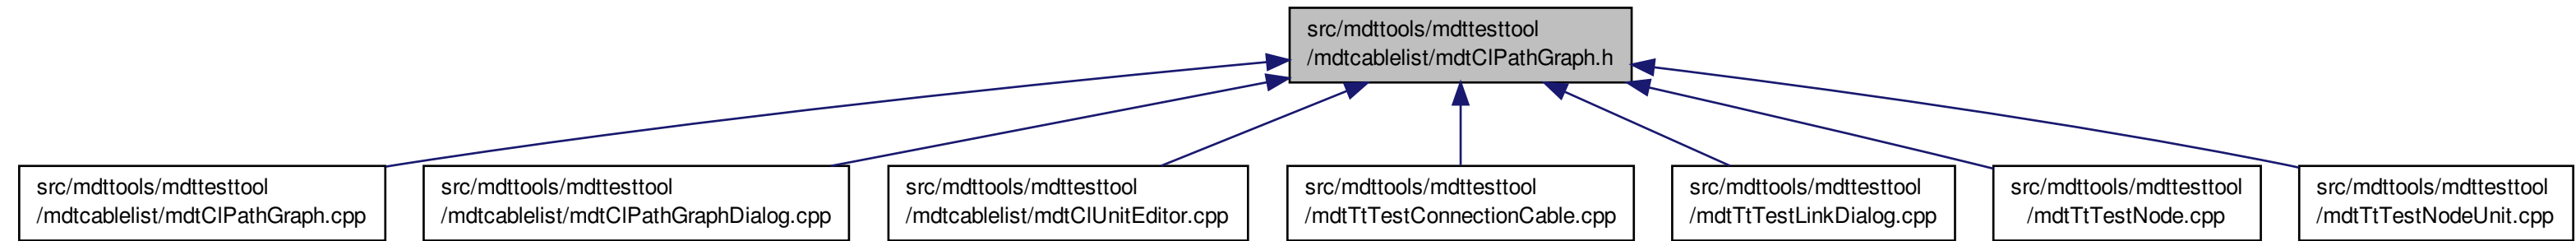 src/mdttools/mdttesttool
/mdtcablelist/mdtClPathGraph.h
src/mdttools/mdttesttool
/mdtcablelist/mdtClPathGraph.cpp
src/mdttools/mdttesttool
/mdtcablelist/mdtClPathGraphDialog.cpp
src/mdttools/mdttesttool
/mdtcablelist/mdtClUnitEditor.cpp
src/mdttools/mdttesttool
/mdtTtTestConnectionCable.cpp
src/mdttools/mdttesttool
/mdtTtTestLinkDialog.cpp
src/mdttools/mdttesttool
/mdtTtTestNode.cpp
src/mdttools/mdttesttool
/mdtTtTestNodeUnit.cpp